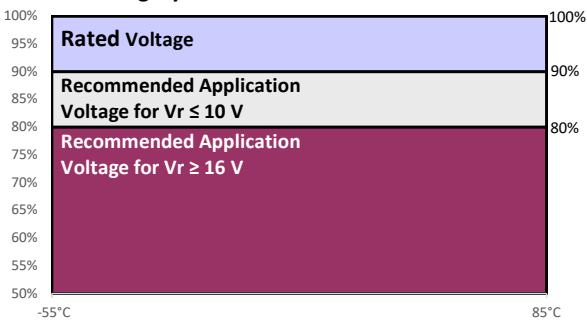 100%
95%
90%
85%
80%
75%
70%
65%
60%
55%
50%
Rated Voltage
Recommended Application
Voltage for Vr ≤ 10 V
Recommended Application
Voltage for Vr ≥ 16 V
100%
90%
80%
-55°C
85°C